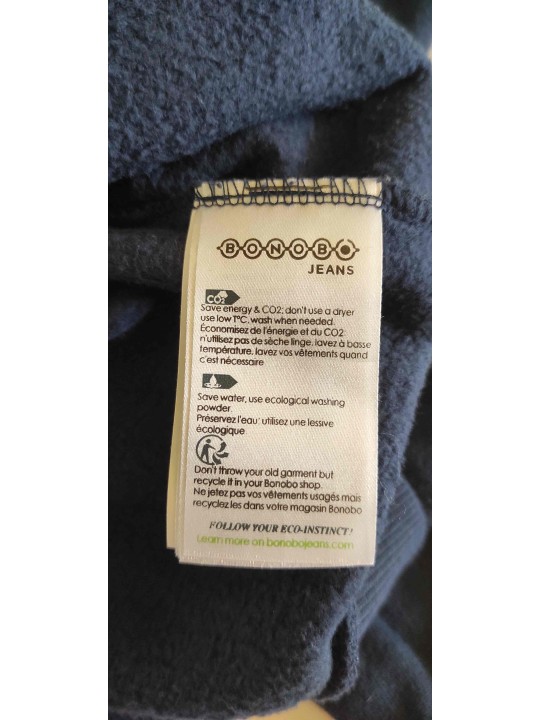 BONOBO
JEANS
CO2
Save energy & CO2; don't use a dryer
use low T°C, wash when needed.
Économisez de l'énergie et du CO2:
n'utilisez pas de sèche linge, lavez à basse
température, lavez vos vêtements quand
c'est nécessaire
Save water, use ecological washing
powder.
Préservez l'eau: utilisez une lessive
écologique
Don't throw your old garment but
recycle it in your Bonobo shop.
Ne jetez pas vos vêtements usagés mais
recyclez les dans votre magasin Bonobo
FOLLOW YOUR ECO-INSTINCT!
Learn more on bonobojeans.com